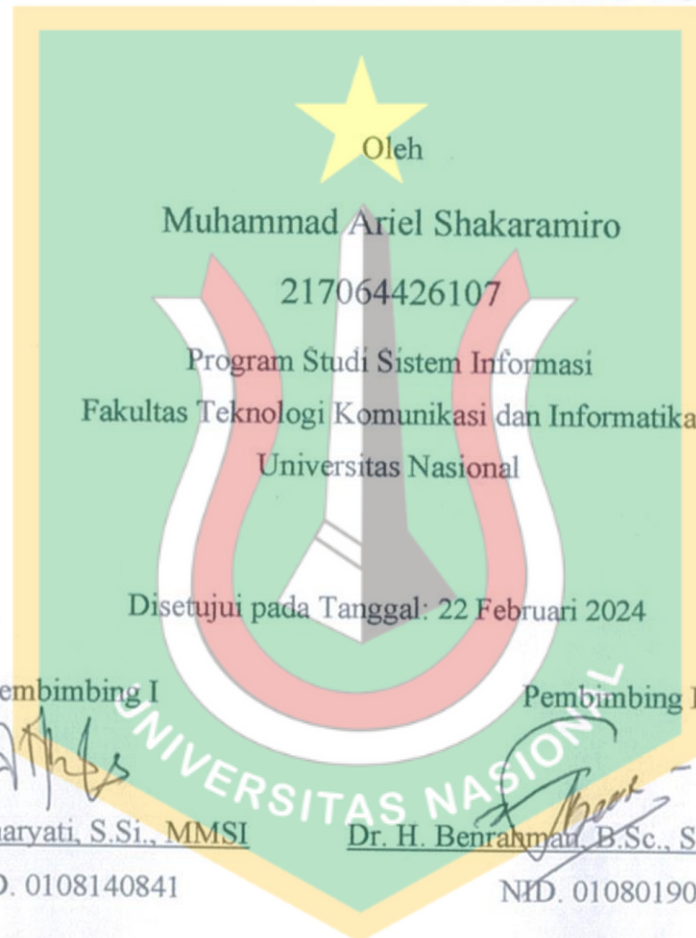 Oleh
Muhammad Ariel Shakaramiro
217064426107
Program Studi Sistem Informasi
Fakultas Teknologi Komunikasi dan Informatika
Universitas Nasional
Disetujui pada Tanggal: 22 Februari 2024
embimbing I
Pembimbing I
UNIVERSITAS NASIONAL
aryati, S.Si., MMSI
Dr. H. Benrahman, B.Sc., S
D. 0108140841
NID. 01080190